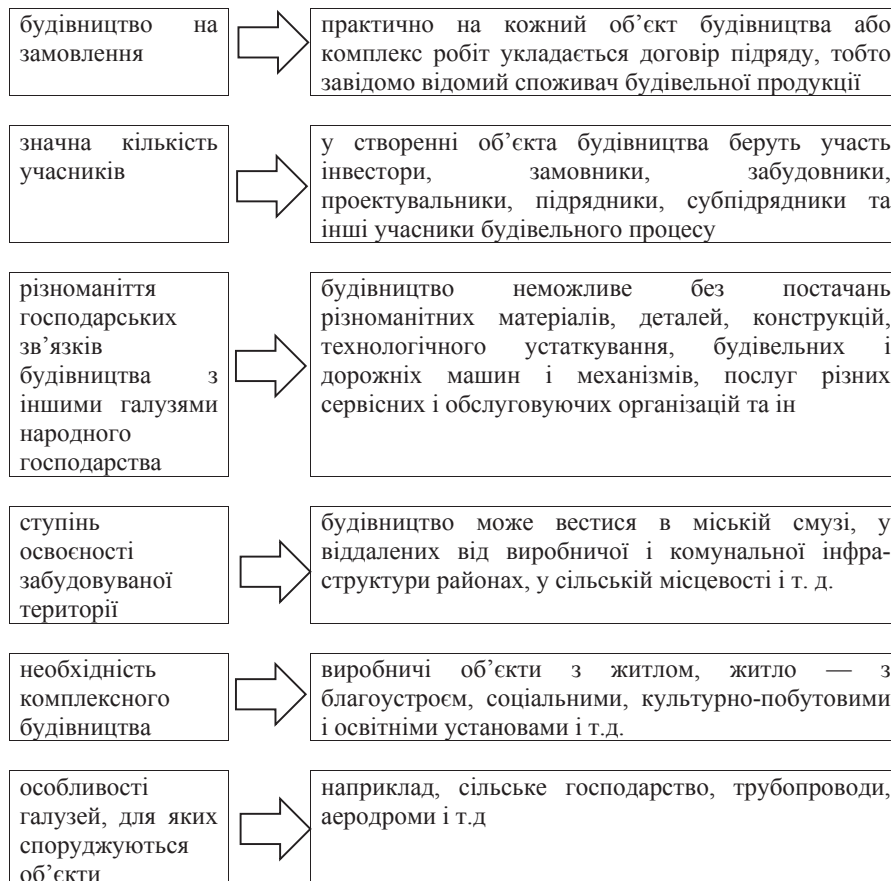 будівництво на
замовлення
практично на кожний об’єкт будівництва або
комплекс робіт укладається договір підряду, тобто
завідомо відомий споживач будівельної продукції
значна кількість
учасників
у створенні об’єкта будівництва беруть участь
інвестори, замовники, забудовники,
проектувальники, підрядники, субпідрядники та
інші учасники будівельного процесу
різноманіття
господарських
зв’язків
будівництва з
іншими галузями
народного
господарства
будівництво неможливе без постачань
різноманітних матеріалів, деталей, конструкцій,
технологічного устаткування, будівельних і
дорожніх машин і механізмів, послуг різних
сервісних і обслуговуючих організацій та ін
ступінь
освоєності
забудовуваної
території
будівництво може вестися в міській смузі, у
віддалених від виробничої і комунальної інфра-
структури районах, у сільській місцевості і т. д.
необхідність
комплексного
будівництва
виробничі об’єкти з житлом, житло — з
благоустроєм, соціальними, культурно-побутовими
і освітніми установами і т.д.
особливості
галузей, для яких
споруджуються
об’єкти
наприклад, сільське господарство, трубопроводи,
аеродроми і т.д